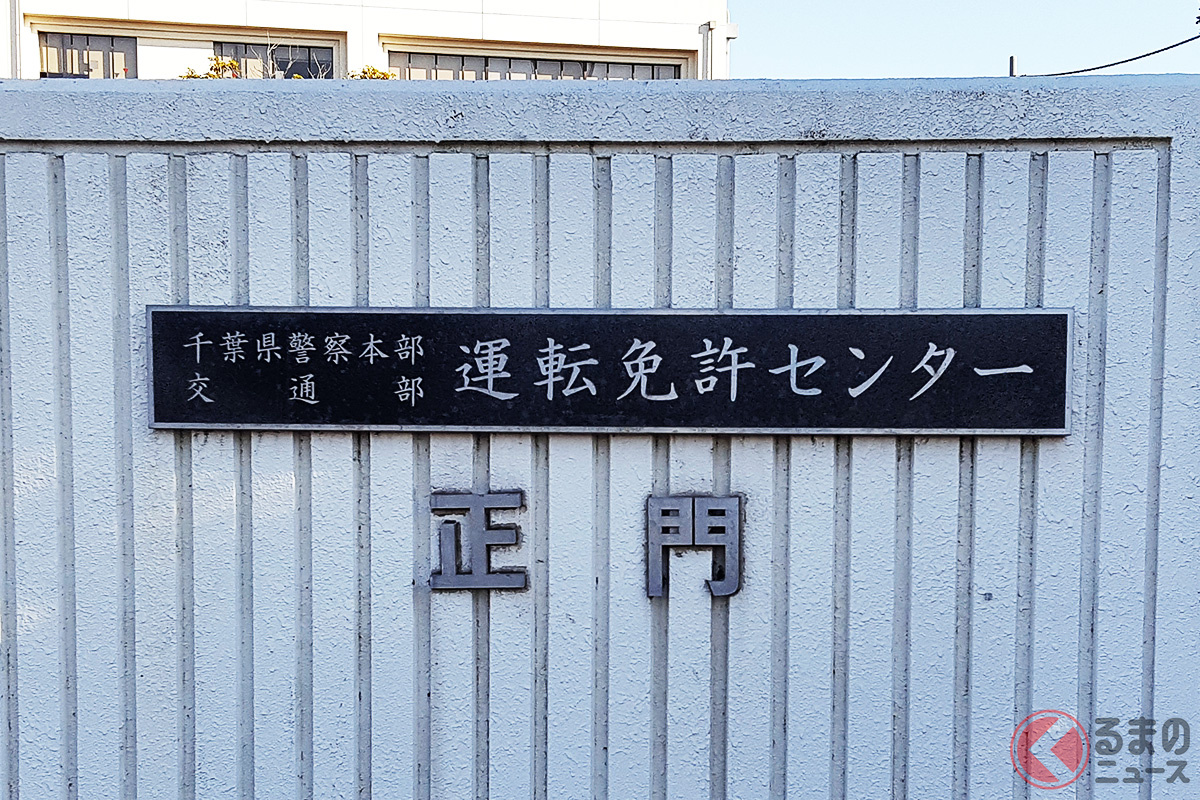 千葉県警察本部
交通部
運転免許センター
正門
くるまの
ニュース